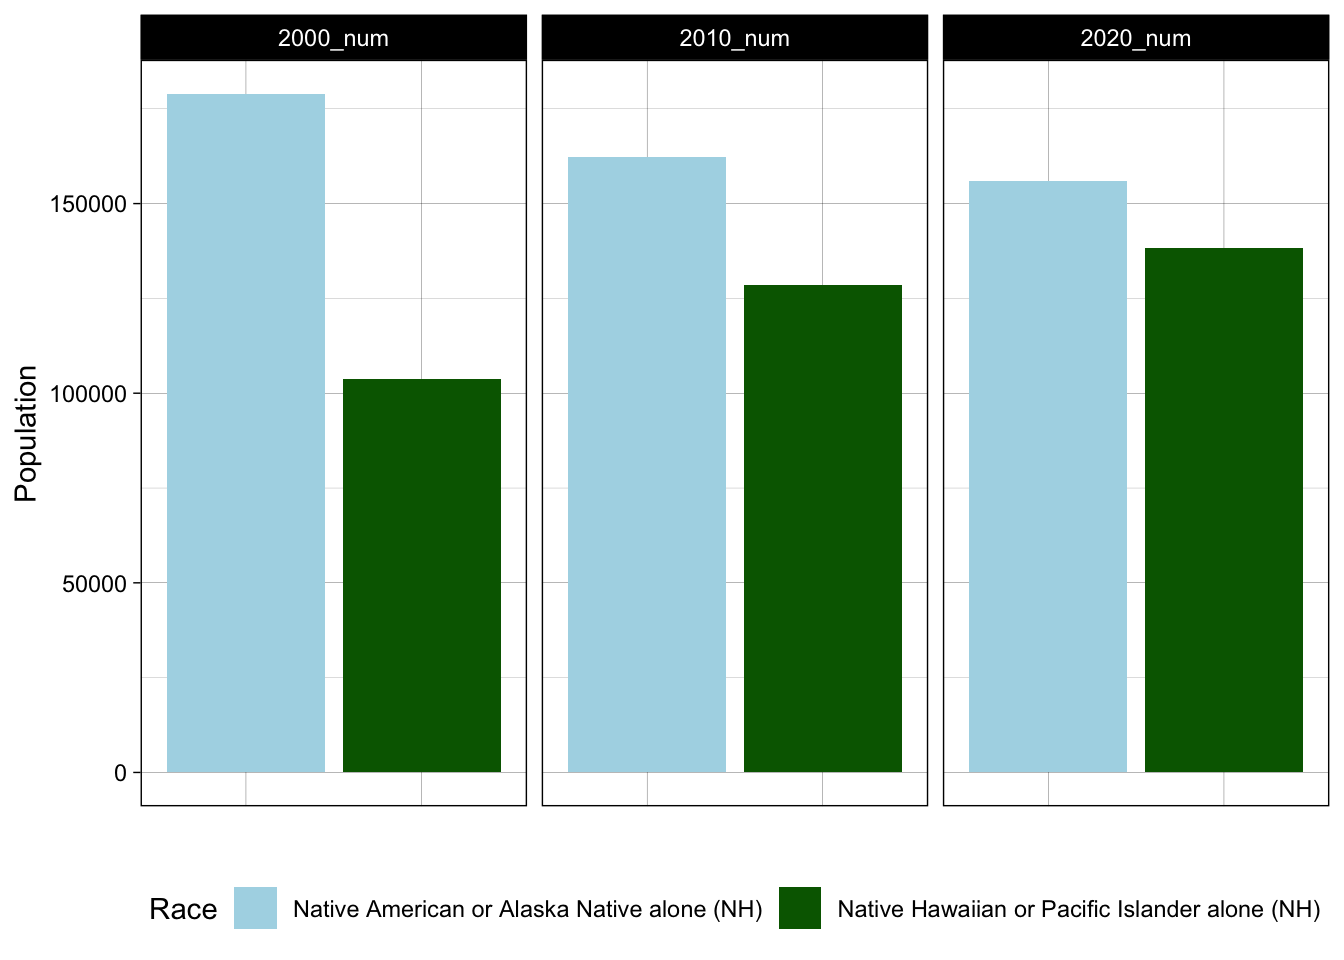 2000_num
2010_num
2020_num
150000
100000
50000
0
Population
Race
Native American or Alaska Native alone (NH)
Native Hawaiian or Pacific Islander alone (NH)